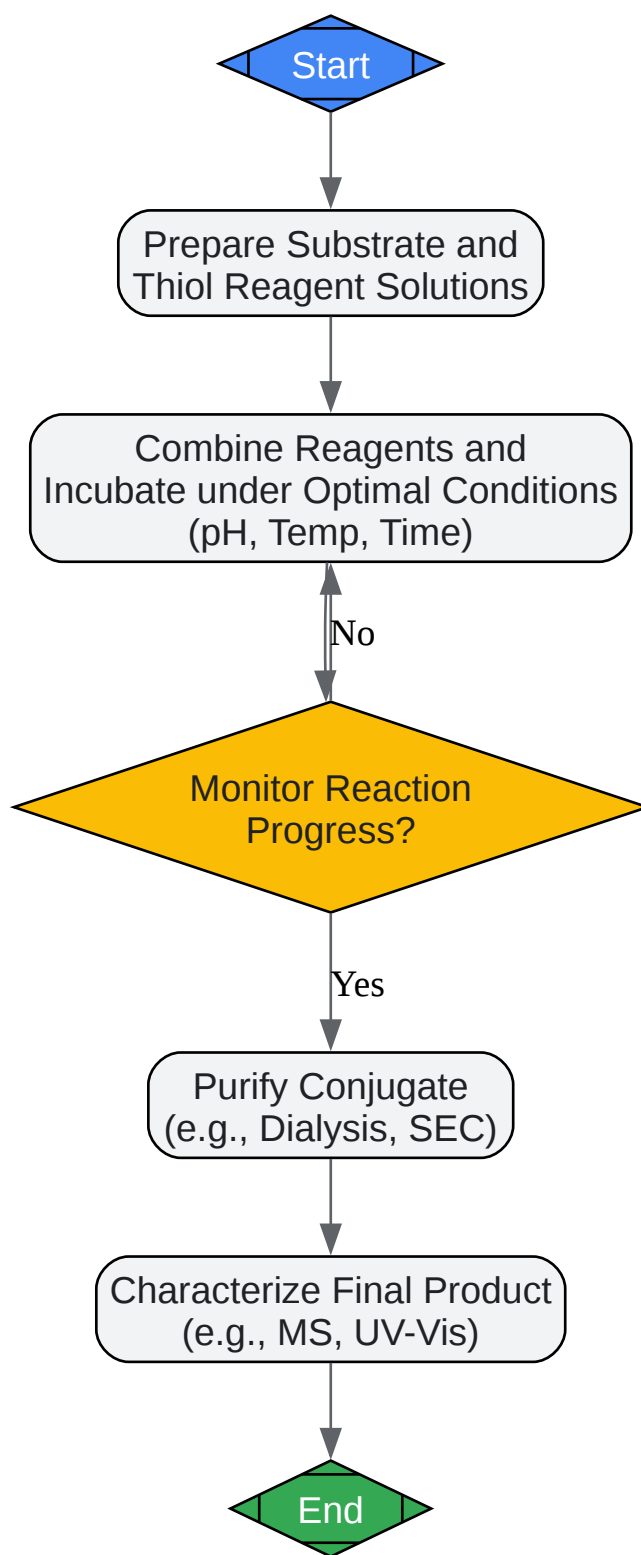 Start
Prepare Substrate and
Thiol Reagent Solutions
Combine Reagents and
Incubate under Optimal Conditions
(pH, Temp, Time)
No
Monitor Reaction
Progress?
Yes
Purify Conjugate
(e.g., Dialysis, SEC)
Characterize Final Product
(e.g., MS, UV-Vis)
End